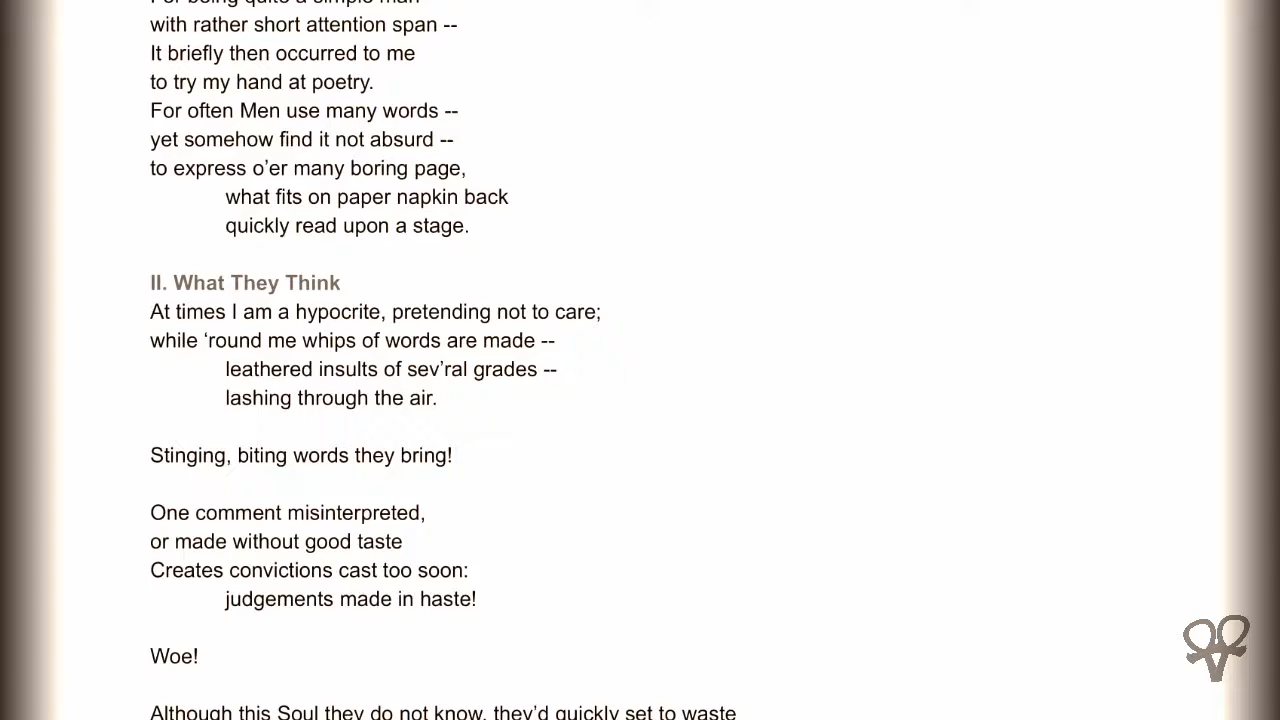 For being quite a simple man
with rather short attention span --
It briefly then occurred to me
to try my hand at poetry.
For often Men use many words --
yet somehow find it not absurd --
to express o’er many boring page,
what fits on paper napkin back
quickly read upon a stage.
II. What They Think
At times I am a hypocrite, pretending not to care;
while ‘round me whips of words are made --
leathered insults of sev’ral grades --
lashing through the air.
Stinging, biting words they bring!
One comment misinterpreted,
or made without good taste
Creates convictions cast too soon:
judgements made in haste!
Woe!
Although this Soul they do not know, they’d quickly set to waste